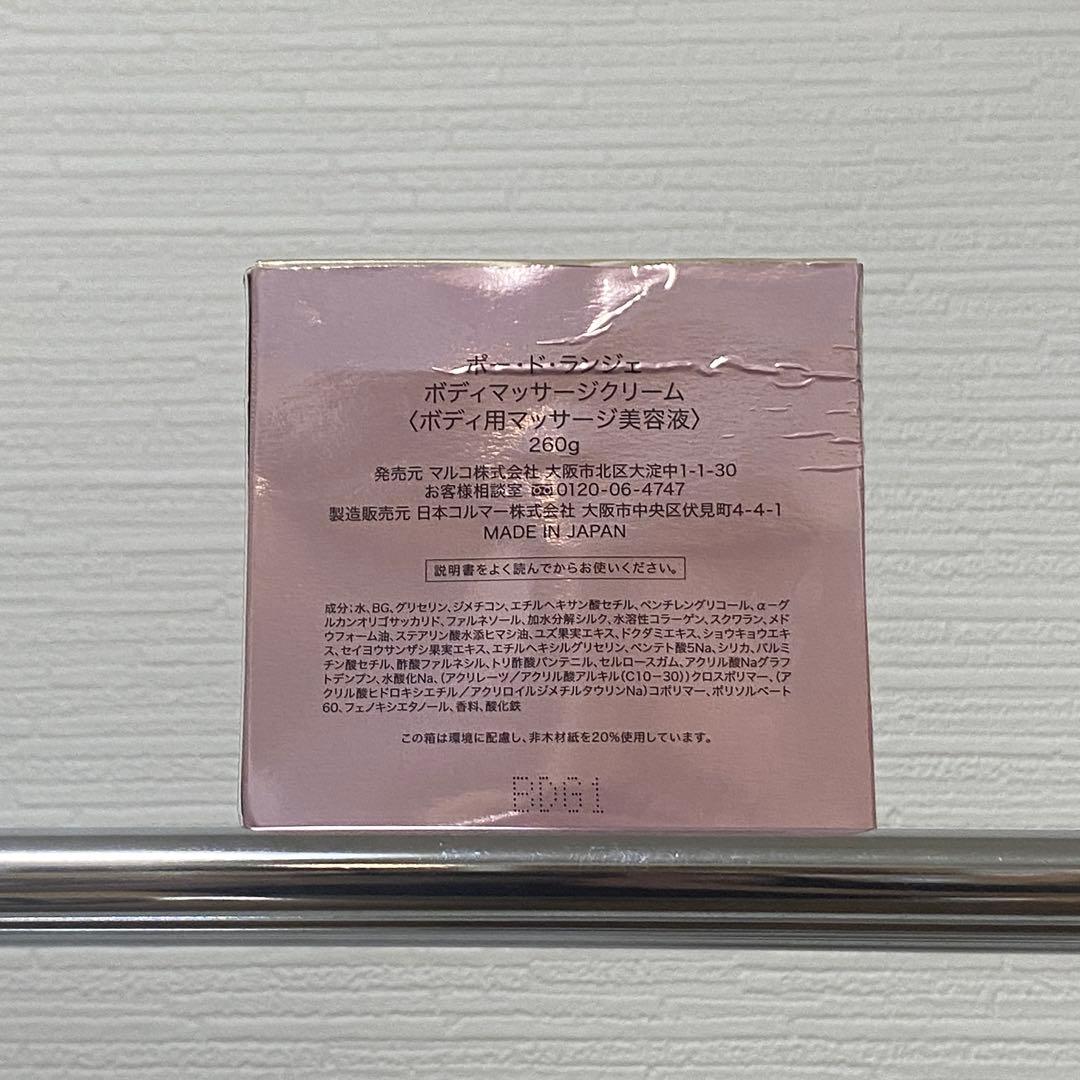 ポー・ド・ランジェ
ボディマッサージクリーム
〈ボディ用マッサージ美容液〉
260g
発売元 マルコ株式会社 大阪市北区大淀中1-1-30
お客様相談室 0120-06-4747
製造販売元 日本コルマー株式会社 大阪市中央区伏見町4-4-1
MADE IN JAPAN
説明書をよく読んでからお使いください。
成分:水、BG、グリセリン、ジメチコン、エチルヘキサン酸セチル、ペンチレングリコール、α-グ
ルカンオリゴサッカリド、ファルネソール、加水分解シルク、水溶性コラーゲン、スクワラン、メド
ウフォーム油、ステアリン酸水添ヒマシ油、ユズ果実エキス、ドクダミエキス、ショウキョウエキ
ス、セイヨウサンザシ果実エキス、エチルヘキシルグリセリン、ペンテト酸5Na、シリカ、パルミ
チン酸セチル、酢酸ファルネシル、トリ酢酸パンテニル、セルロースガム、アクリル酸Naグラフ
トデンプン、水酸化Na、(アクリレーツ/アクリル酸アルキル(C10-30))クロスポリマー、(ア
クリル酸ヒドロキシエチル/アクリロイルジメチルタウリンNa)コポリマー、ポリソルベート
60、フェノキシエタノール、香料、酸化鉄
この箱は環境に配慮し、非木材紙を20%使用しています。
BDG1